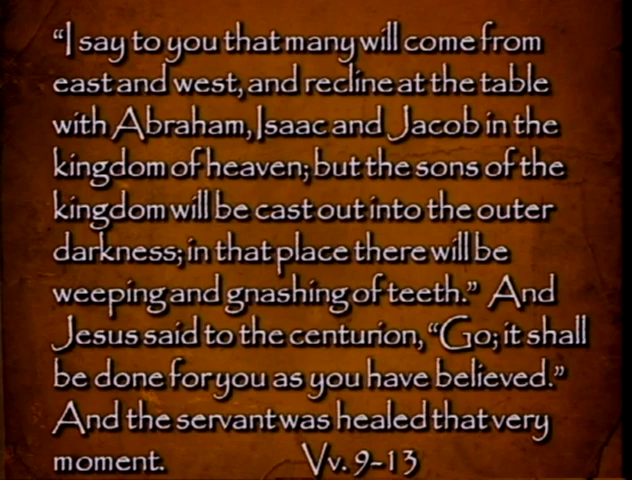 “I say to you that many will come from
east and west, and recline at the table
with Abraham, Isaac and Jacob in the
kingdom of heaven; but the sons of the
kingdom will be cast out into the outer
darkness; in that place there will be
weeping and gnashing of teeth.” And
Jesus said to the centurion, “Go; it shall
be done for you as you have believed.”
And the servant was healed that very
moment. Vv. 9-13